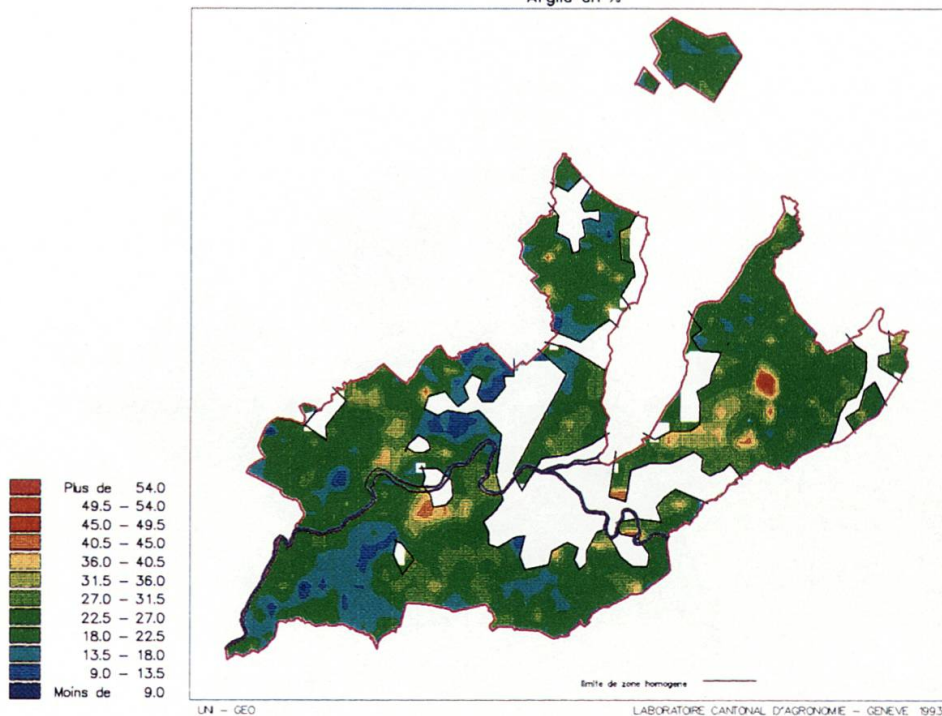 Argile en %
Plus de 54.0
49.5 - 54.0
45.0 - 49.5
40.5 - 45.0
36.0 - 40.5
31.5 - 36.0
27.0 - 31.5
22.5 - 27.0
18.0 - 22.5
13.5 - 18.0
9.0 - 13.5
Moins de 9.0
limite de zone homogene
UNI - GEO
LABORATOIRE CANTONAL D'AGRONOMIE - GENEVE 1993